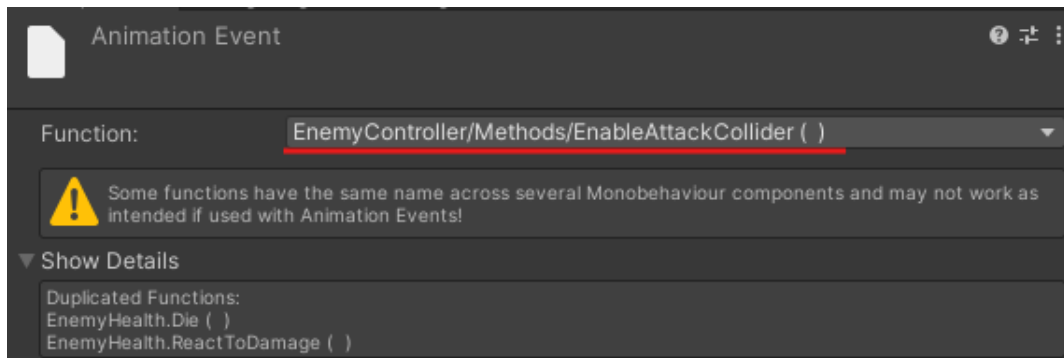 Animation Event
Function:
EnemyController/Methods/EnableAttackCollider ( )
Some functions have the same name across several Monobehaviour components and may not work as
intended if used with Animation Events!
Show Details
Duplicated Functions:
EnemyHealth.Die ( )
EnemyHealth.ReactToDamage ( )